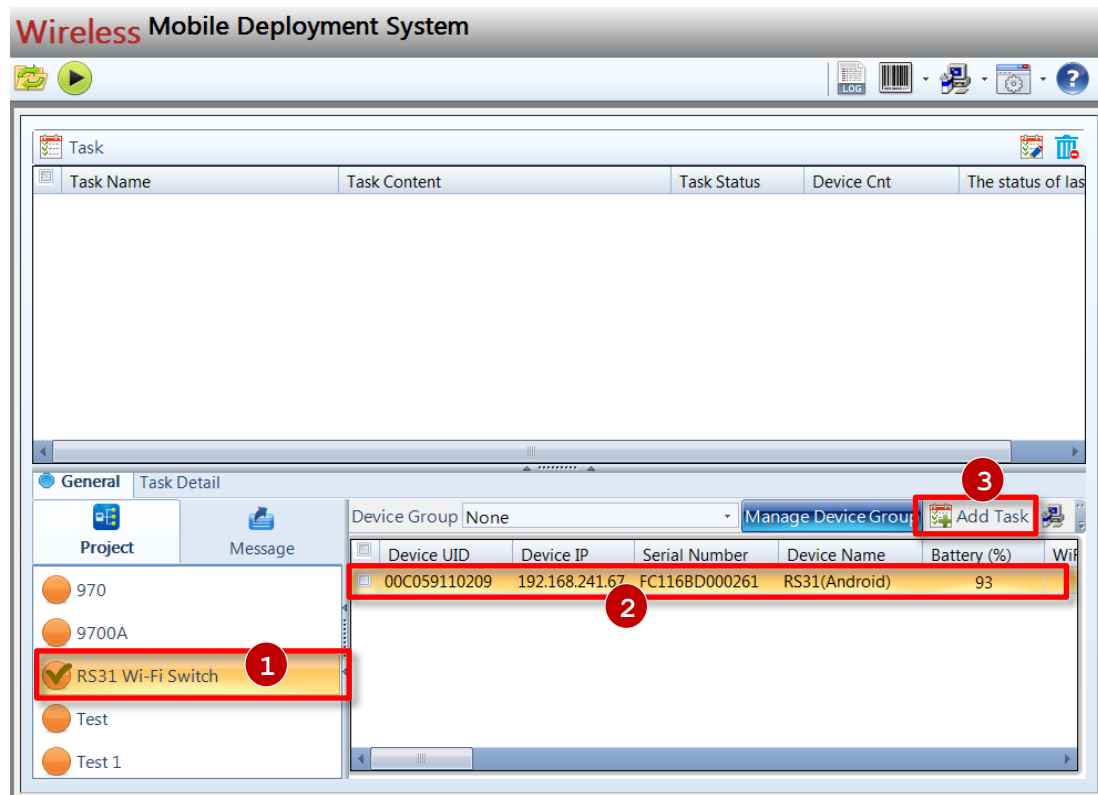 Wireless Mobile Deployment System
LOG
Task
Task Name Task Content Task Status Device Cnt The status of las
General Task Detail
3
Project Message
Device Group None Manage Device Group Add Task
Device UID Device IP Serial Number Device Name Battery (%) WiF
00C059110209 192.168.241.67 FC116BD000261 RS31(Android) 93
2
970
9700A
RS31 Wi-Fi Switch
1
Test
Test 1